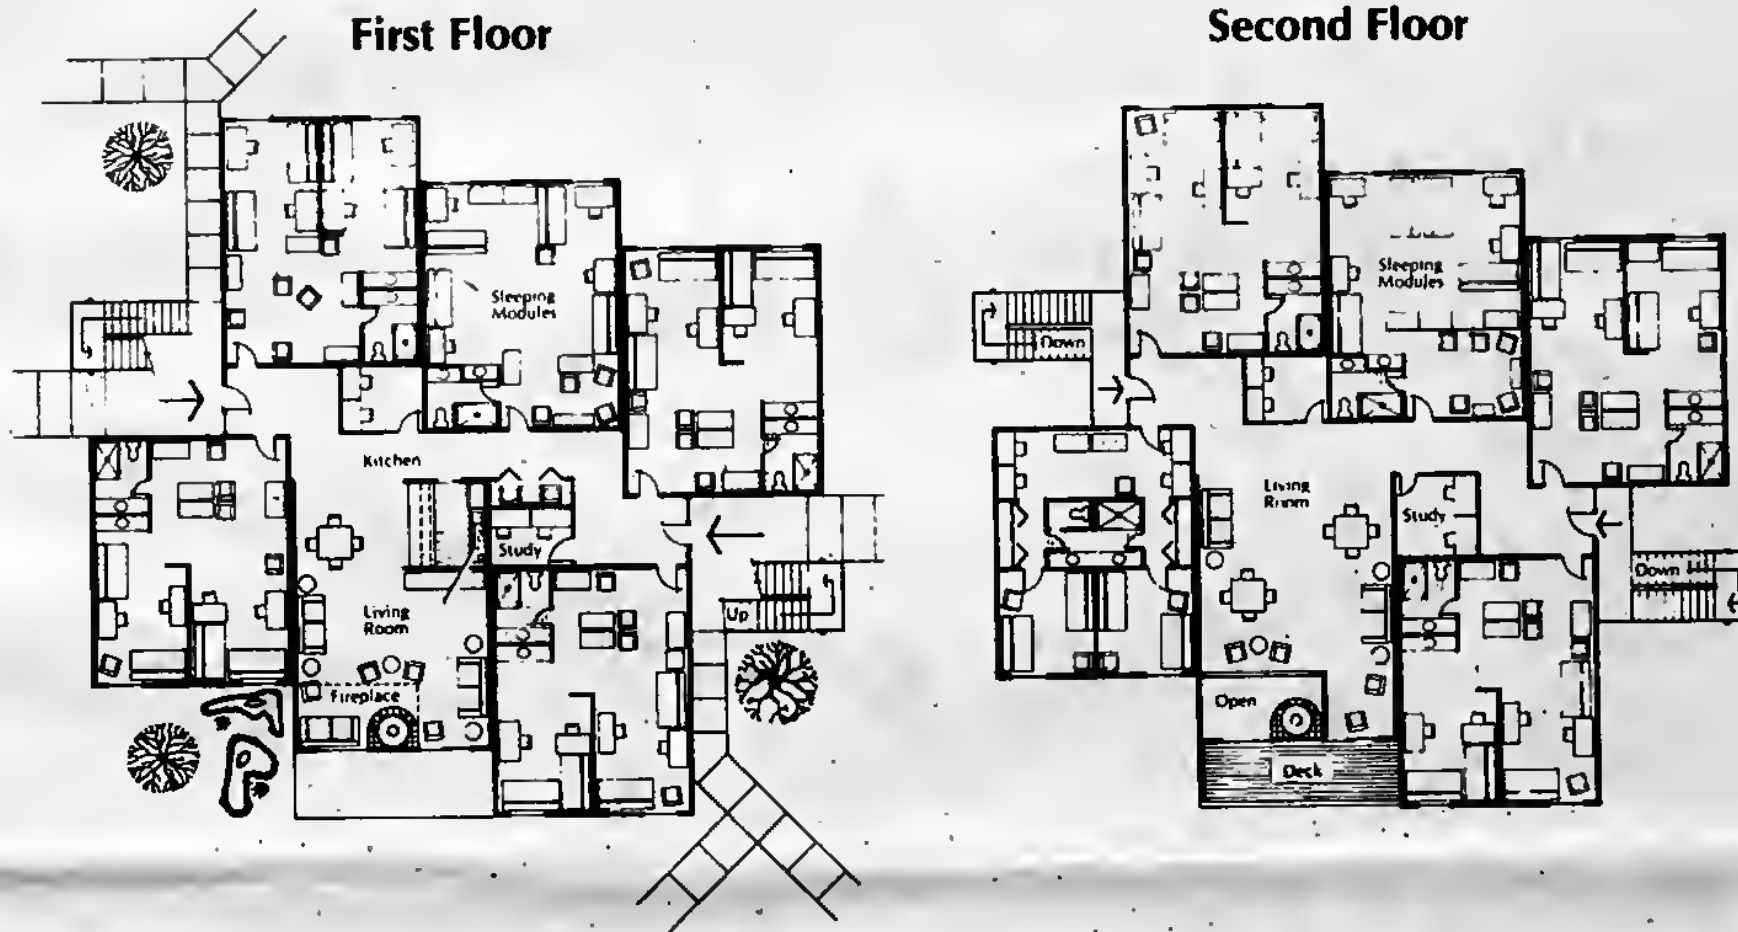 First Floor
Sleeping
Modules
Kitchen
Study
Living
Room
Up
Fireplace
Second Floor
Sleeping
Modules
Down
Living
Room
Study
Down
Open
Deck